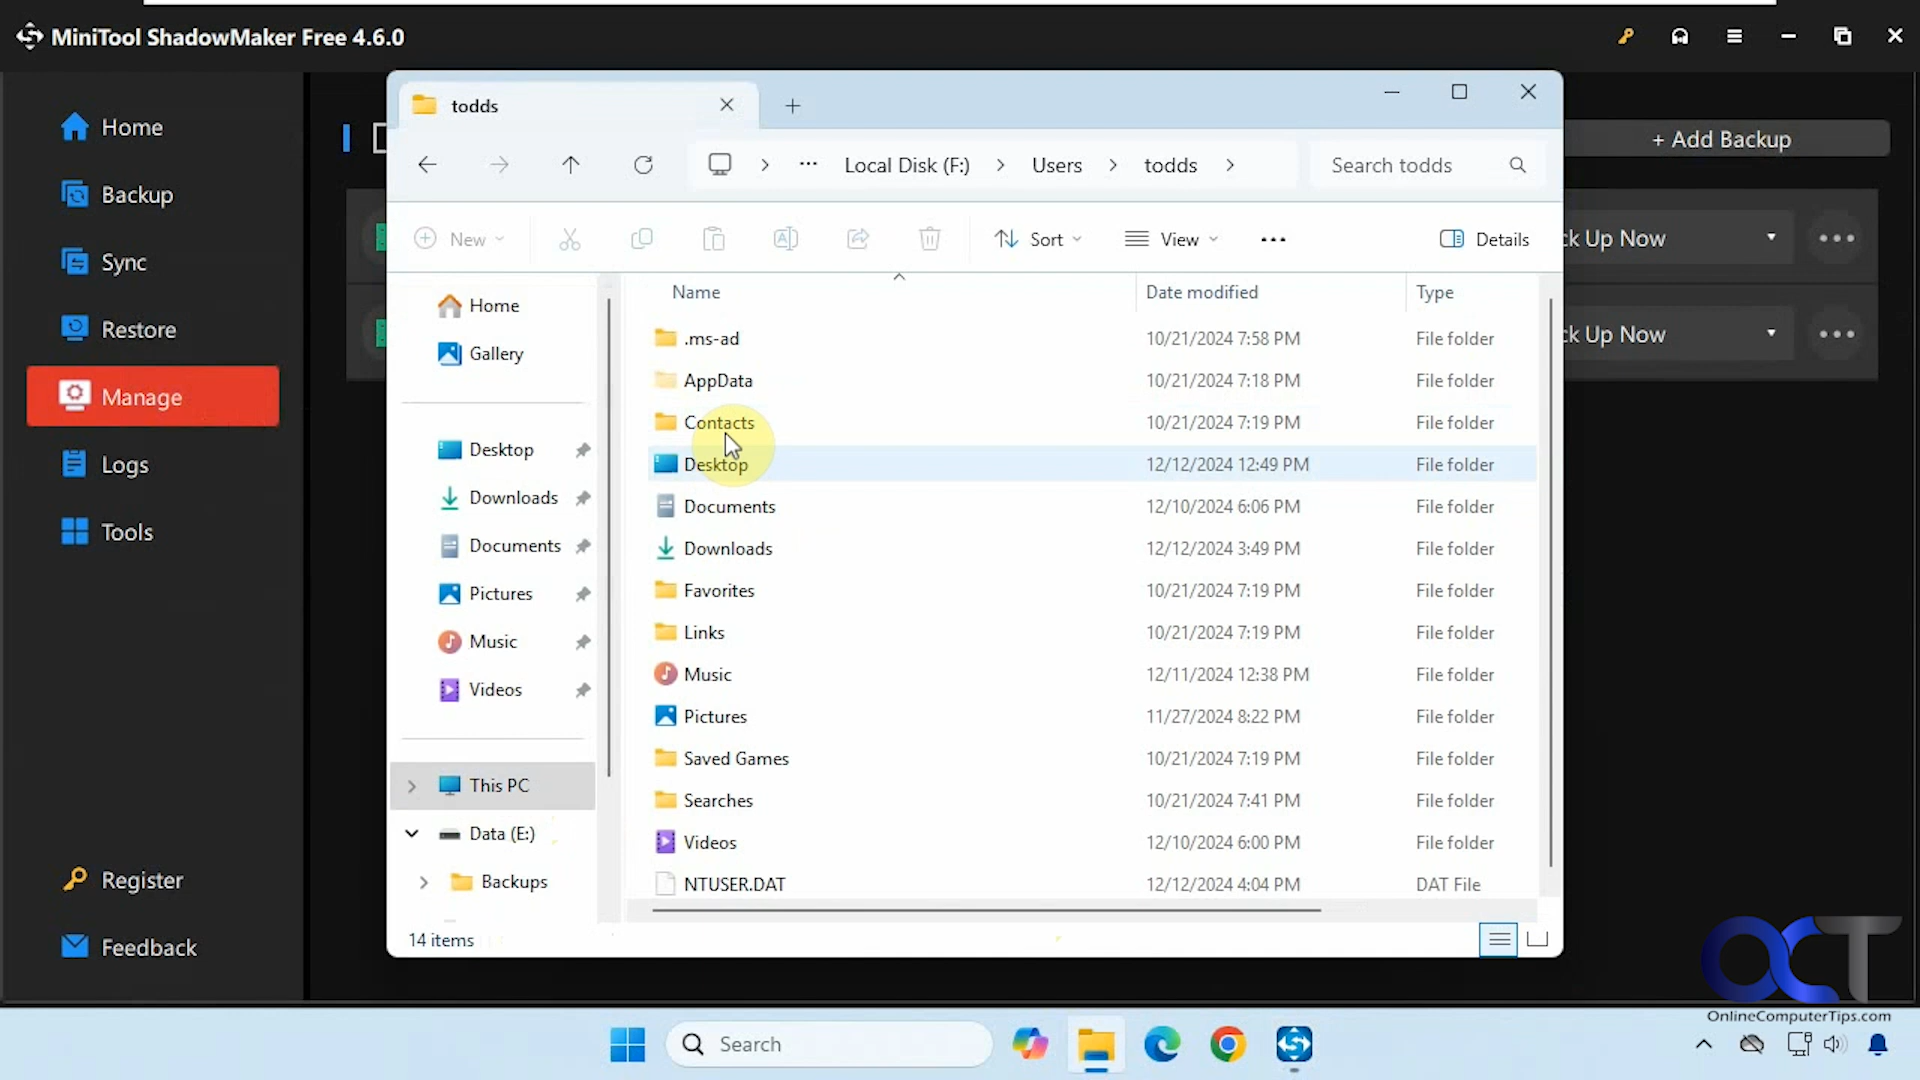 MiniTool ShadowMaker Free 4.6.0
Home
Backup
Sync
Restore
Manage
Logs
Tools
Register
Feedback
+ Add Backup
ck Up Now
ck Up Now
todds
Local Disk (F:) > Users > todds >
Search todds
New
Sort
View
Details
Home
Gallery
Desktop
Downloads
Documents
Pictures
Music
Videos
This PC
Data (E:)
Backups
Name Date modified Type
.ms-ad 10/21/2024 7:58 PM File folder
AppData 10/21/2024 7:18 PM File folder
Contacts 10/21/2024 7:19 PM File folder
Desktop 12/12/2024 12:49 PM File folder
Documents 12/10/2024 6:06 PM File folder
Downloads 12/12/2024 3:49 PM File folder
Favorites 10/21/2024 7:19 PM File folder
Links 10/21/2024 7:19 PM File folder
Music 12/11/2024 12:38 PM File folder
Pictures 11/27/2024 8:22 PM File folder
Saved Games 10/21/2024 7:19 PM File folder
Searches 10/21/2024 7:41 PM File folder
Videos 12/10/2024 6:00 PM File folder
NTUSER.DAT 12/12/2024 4:04 PM DAT File
14 items
OCT
OnlineComputerTips.com
Search